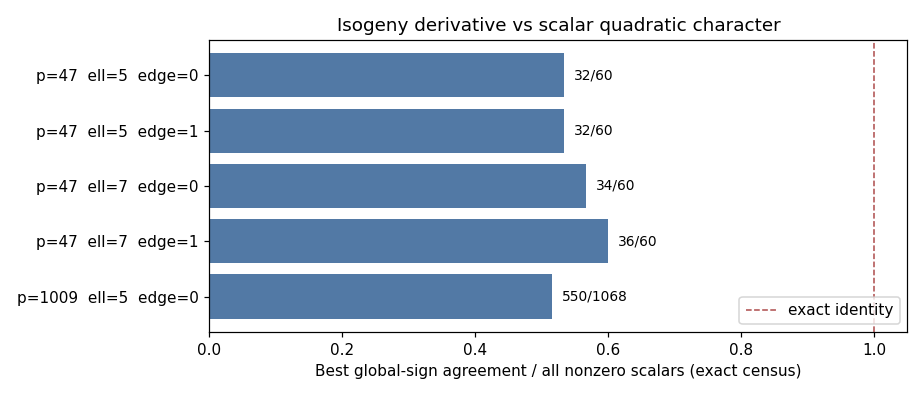 Isogeny derivative vs scalar quadratic character
p=47  ell=5  edge=0
32/60
p=47  ell=5  edge=1
32/60
p=47  ell=7  edge=0
34/60
p=47  ell=7  edge=1
36/60
p=1009  ell=5  edge=0
550/1068
exact identity
0.0 0.2 0.4 0.6 0.8 1.0
Best global-sign agreement / all nonzero scalars (exact census)